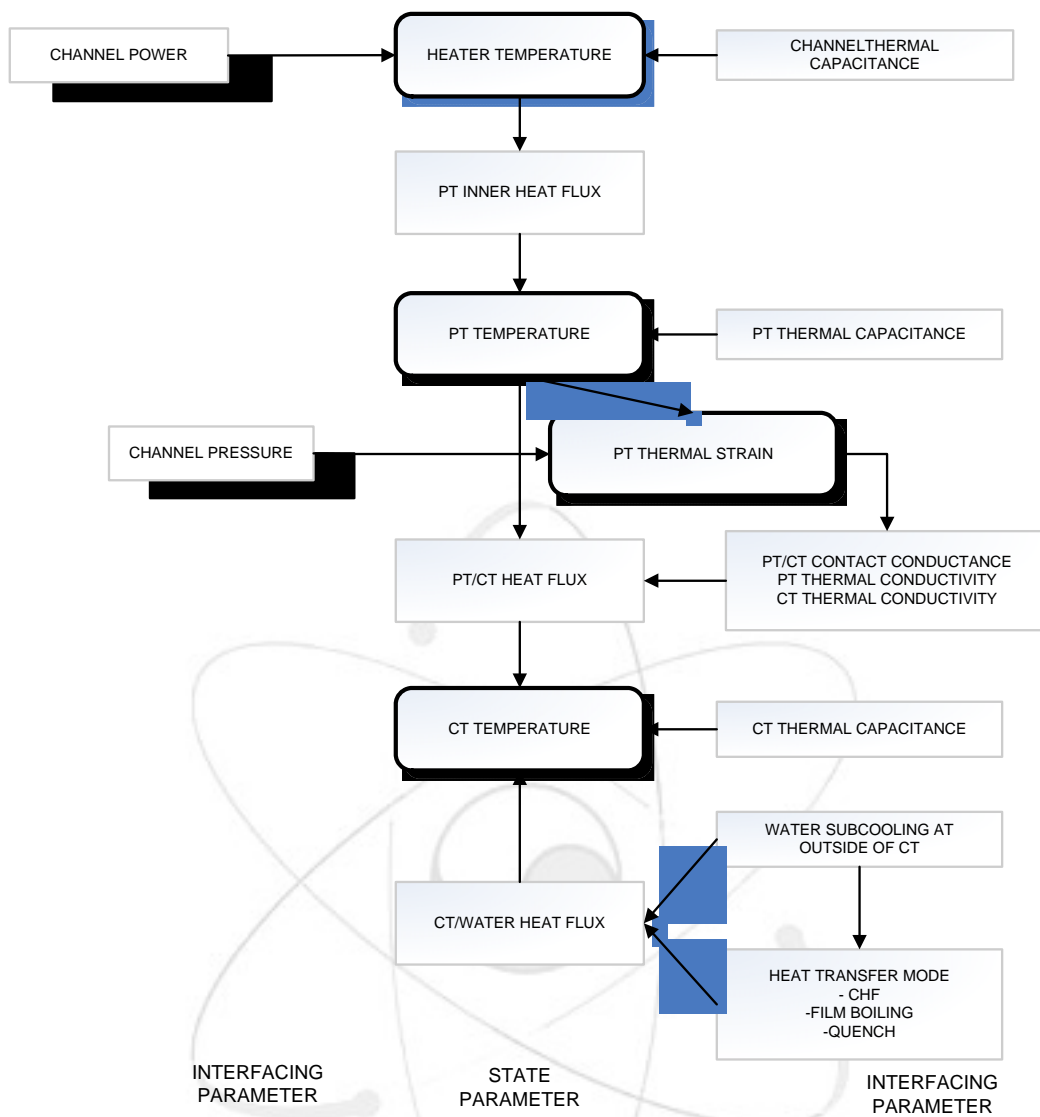 CHANNEL POWER
HEATER TEMPERATURE
CHANNELTHERMAL
CAPACITANCE
PT INNER HEAT FLUX
PT TEMPERATURE
PT THERMAL CAPACITANCE
CHANNEL PRESSURE
PT THERMAL STRAIN
PT/CT HEAT FLUX
PT/CT CONTACT CONDUCTANCE
PT THERMAL CONDUCTIVITY
CT THERMAL CONDUCTIVITY
CT TEMPERATURE
CT THERMAL CAPACITANCE
WATER SUBCOOLING AT
OUTSIDE OF CT
CT/WATER HEAT FLUX
HEAT TRANSFER MODE
- CHF
-FILM BOILING
-QUENCH
INTERFACING
PARAMETER
STATE
PARAMETER
INTERFACING
PARAMETER